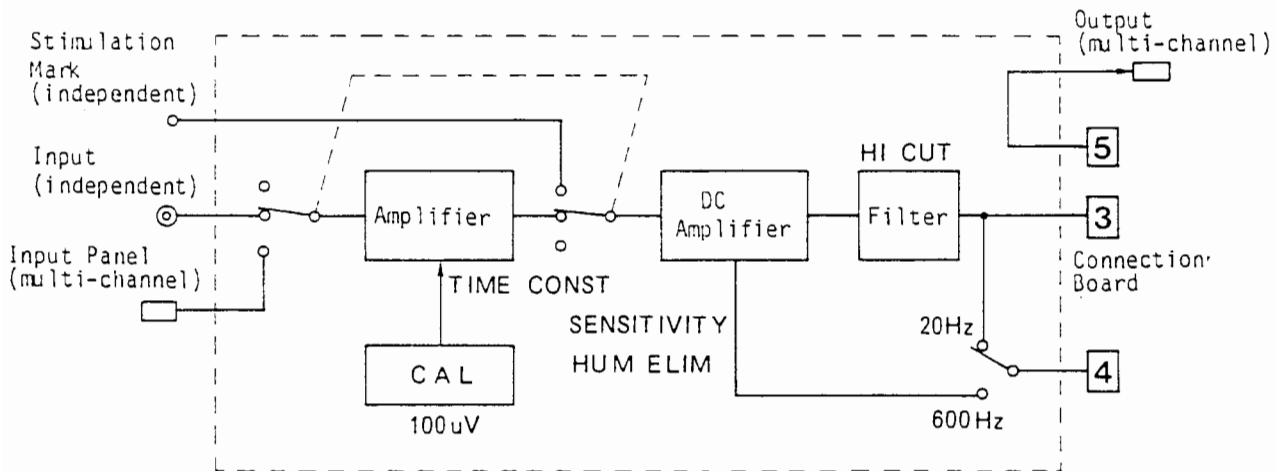 Stimulation
Mark
(independent)
Input
(independent)
Input Panel
(multi-channel)
Amplifier
TIME CONST
CAL
100uV
DC
Amplifier
SENSITIVITY
HUM ELIM
HI CUT
Filter
20Hz
600Hz
Output
(multi-channel)
5
3
Connection
Board
4